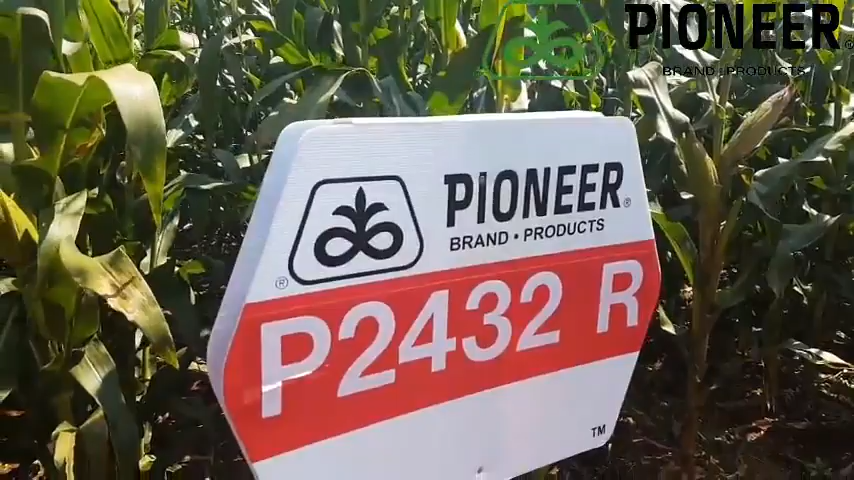 PIONEER®
BRAND · PRODUCTS
PIONEER®
BRAND · PRODUCTS
®
P2432 R
TM